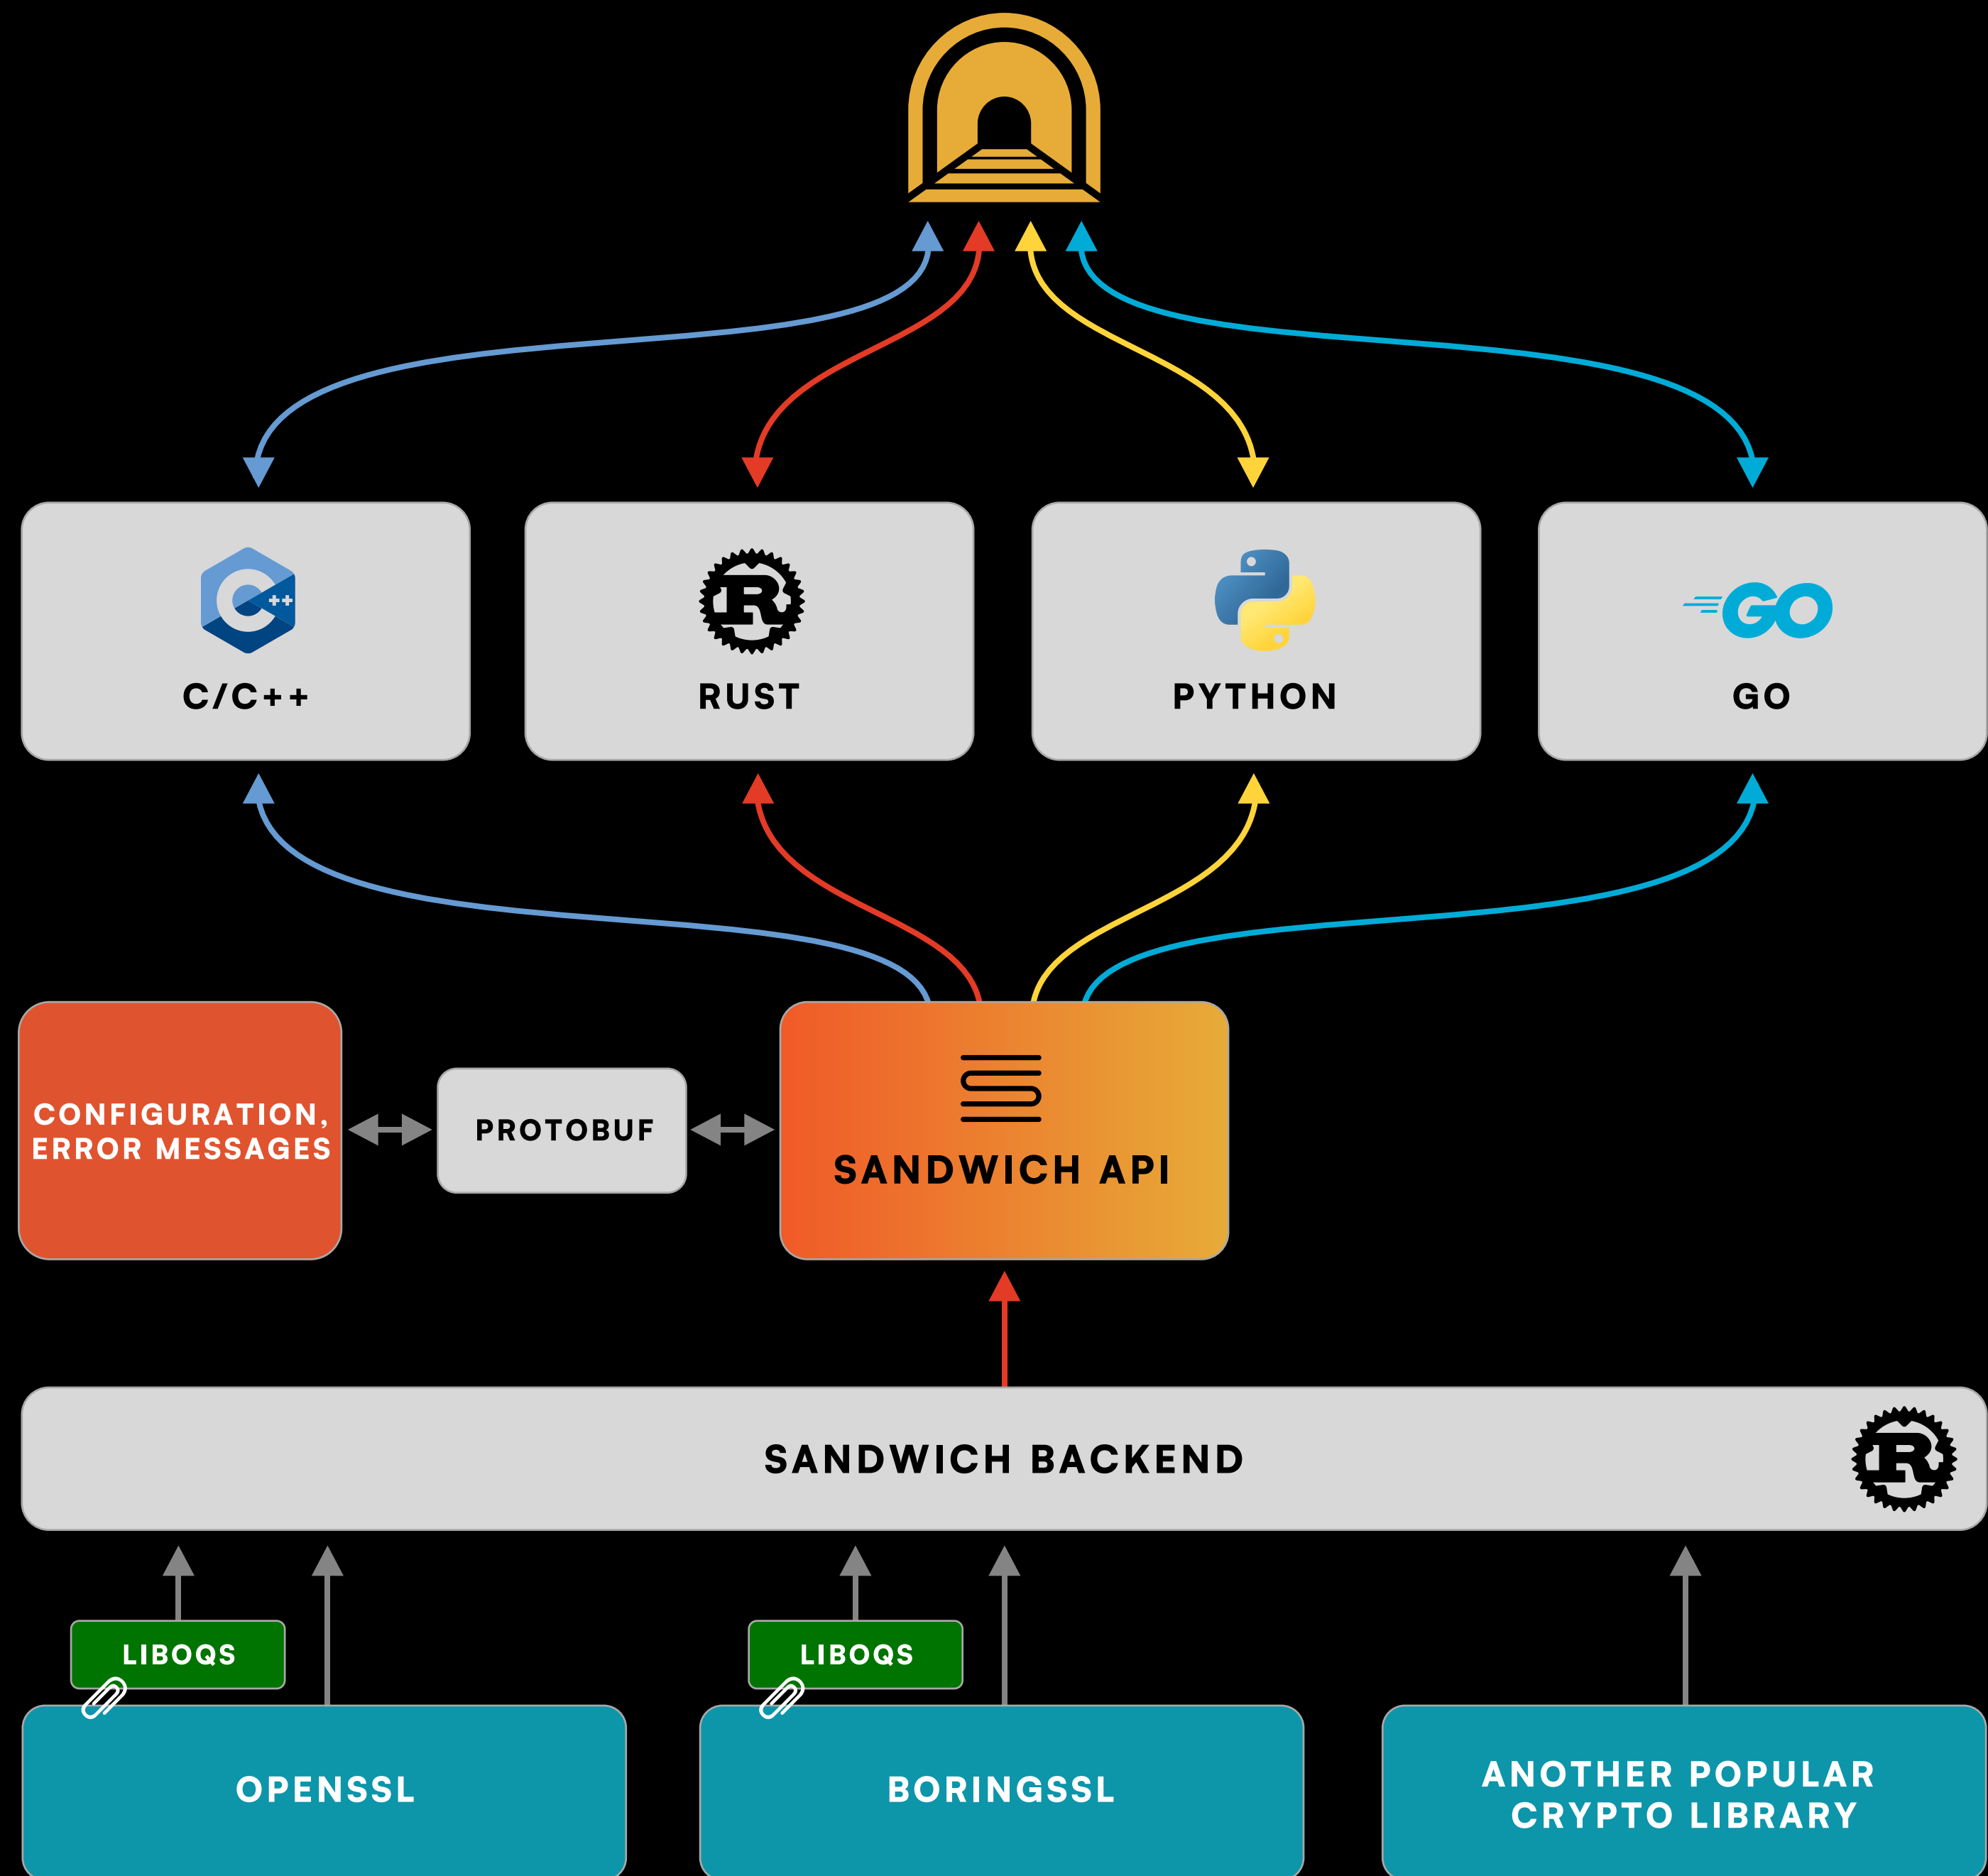 C/C++
RUST
PYTHON
GO
CONFIGURATION,
ERROR MESSAGES
PROTOBUF
SANDWICH API
SANDWICH BACKEND
LIBOQS
LIBOQS
OPENSSL
BORINGSSL
ANOTHER POPULAR
CRYPTO LIBRARY